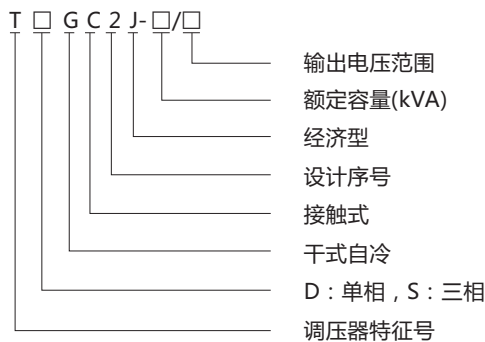 T □ G C 2 J-□/□
输出电压范围
额定容量(kVA)
经济型
设计序号
接触式
干式自冷
D：单相，S：三相
调压器特征号